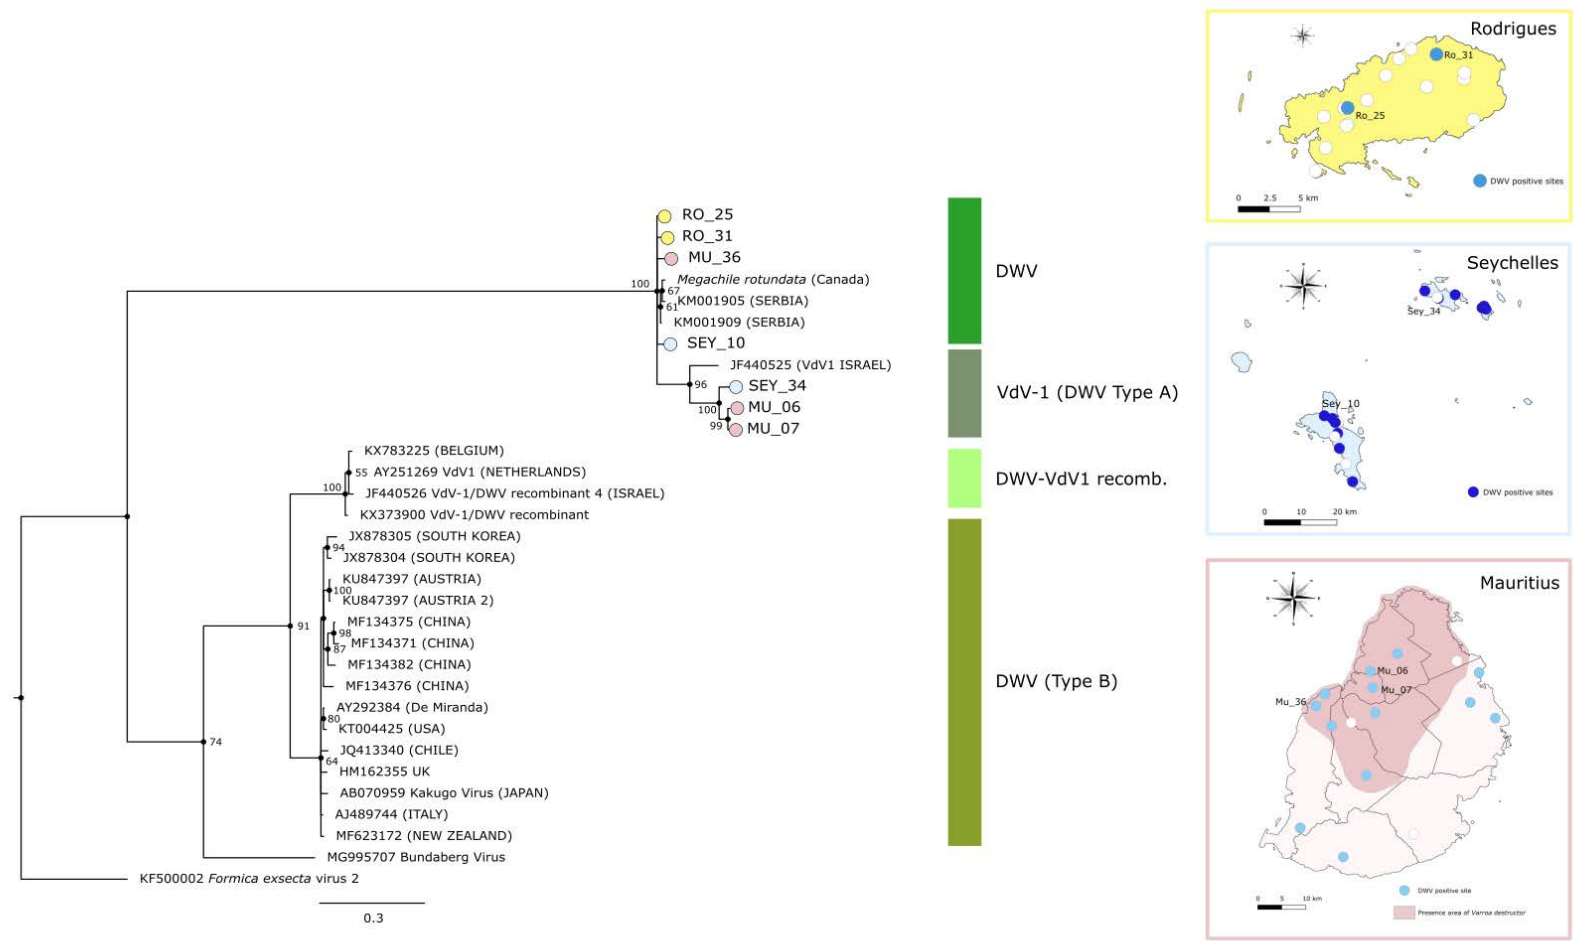 RO_25
RO_31
MU_36
Megachile rotundata (Canada)
100
67
KM001905 (SERBIA)
61
KM001909 (SERBIA)
SEY_10
JF440525 (VdV1 ISRAEL)
96
SEY_34
MU_06
100
99
MU_07
KX783225 (BELGIUM)
55
AY251269 VdV1 (NETHERLANDS)
100
JF440526 VdV-1/DWV recombinant 4 (ISRAEL)
KX373900 VdV-1/DWV recombinant
JX878305 (SOUTH KOREA)
94
JX878304 (SOUTH KOREA)
KU847397 (AUSTRIA)
100
KU847397 (AUSTRIA 2)
MF134375 (CHINA)
91
98
MF134371 (CHINA)
87
MF134382 (CHINA)
MF134376 (CHINA)
AY292384 (De Miranda)
80
KT004425 (USA)
74
JQ413340 (CHILE)
64
HM162355 UK
AB070959 Kakugo Virus (JAPAN)
AJ489744 (ITALY)
MF623172 (NEW ZEALAND)
MG995707 Bundaberg Virus
KF500002 Formica exsecta virus 2
0.3
DWV
VdV-1 (DWV Type A)
DWV-VdV1 recomb.
DWV (Type B)
Rodrigues
Ro_31
Ro_25
DWV positive sites
0 2.5 5 km
Seychelles
Sey_34
Sey_10
DWV positive sites
0 10 20 km
Mauritius
Mu_06
Mu_07
Mu_36
DWV positive site
0 5 10 km
Presence area of Varroa destructor